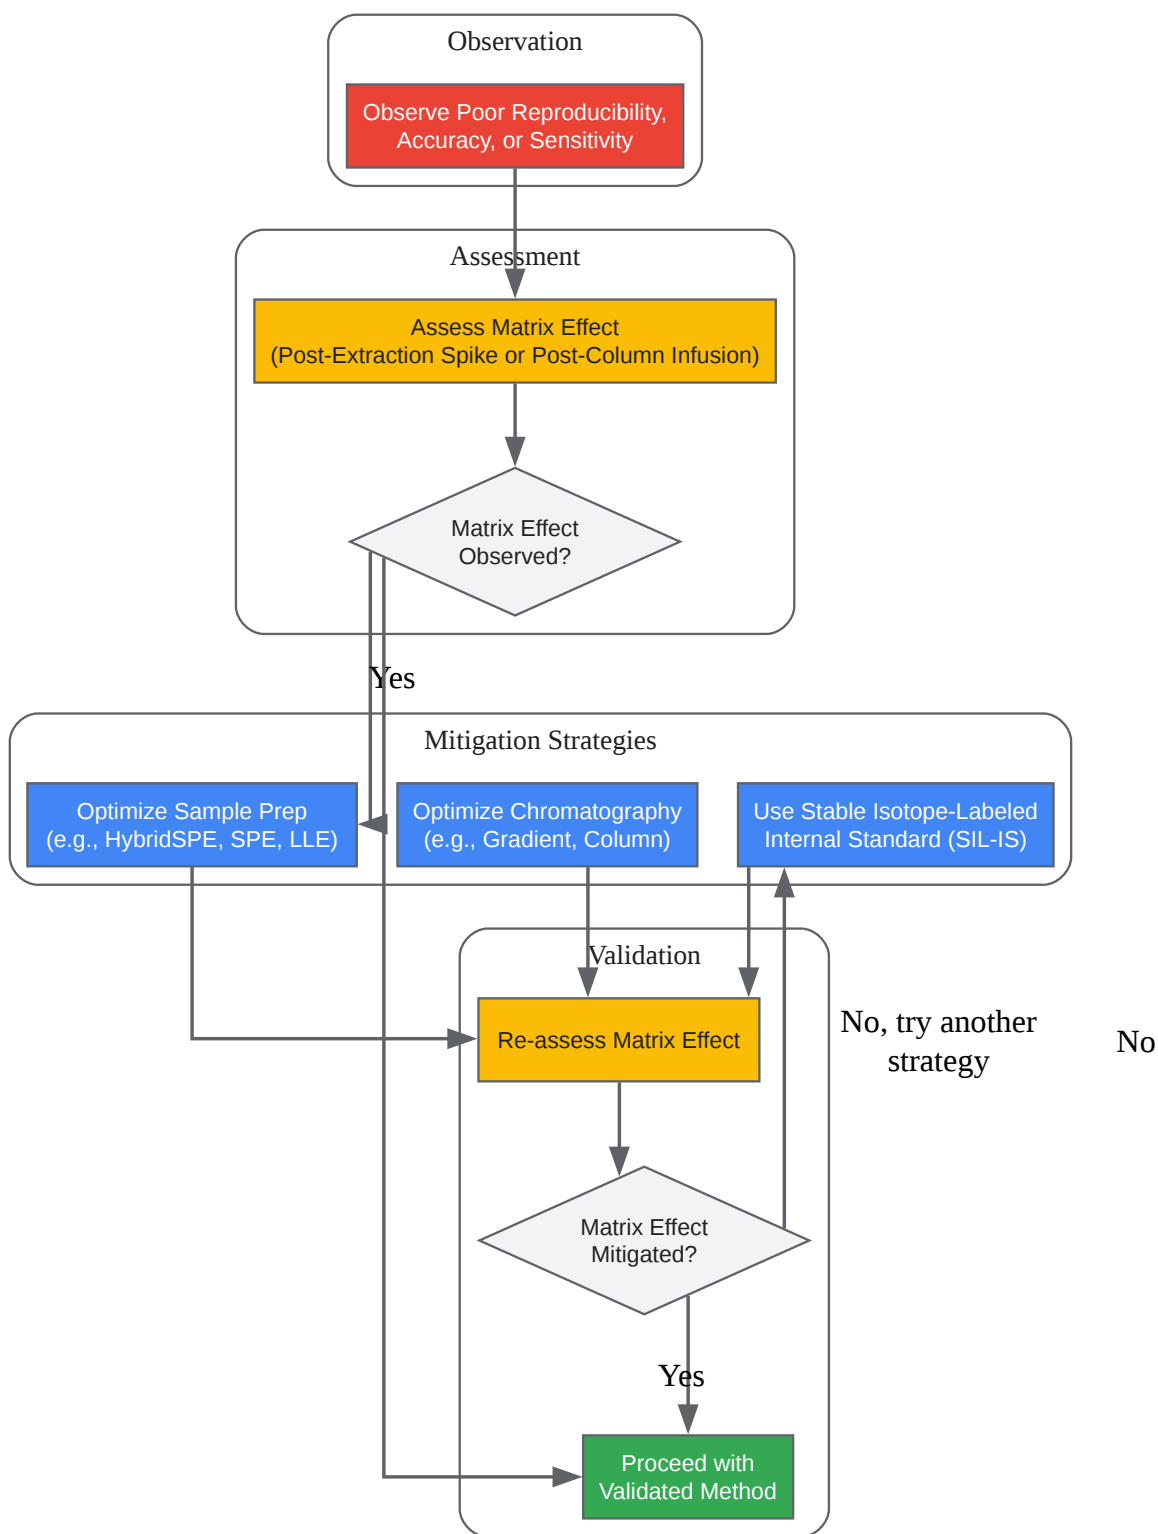 Observation
Observe Poor Reproducibility,
Accuracy, or Sensitivity
Assessment
Assess Matrix Effect
(Post-Extraction Spike or Post-Column Infusion)
Matrix Effect
Observed?
Yes
Mitigation Strategies
Optimize Sample Prep
(e.g., HybridSPE, SPE, LLE)
Optimize Chromatography
(e.g., Gradient, Column)
Use Stable Isotope-Labeled
Internal Standard (SIL-IS)
Validation
Re-assess Matrix Effect
No, try another
strategy
No
Matrix Effect
Mitigated?
Yes
Proceed with
Validated Method